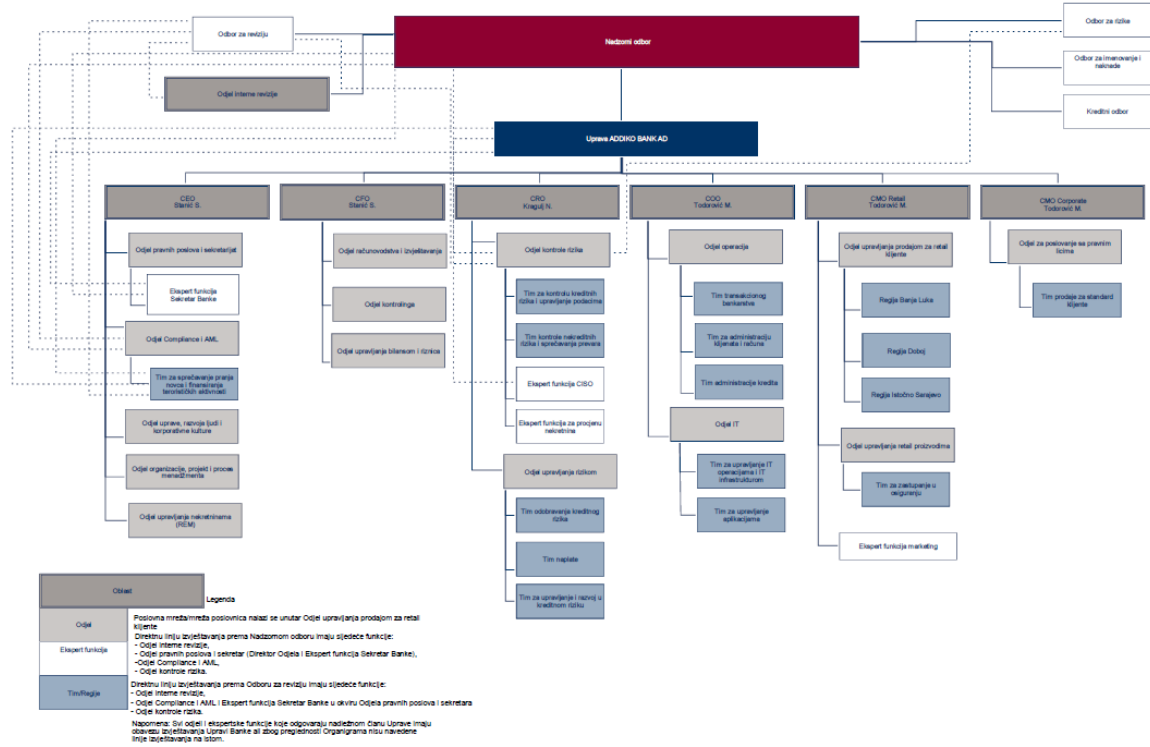 Odbor za reviziju
Nadzorni odbor
Odbor za rizike
Odbor za imenovanje i
naknade
Odjel interne revizije
Kreditni odbor
Uprava ADDIKO BANK AD
CEO
Stanić S.
CFO
Stanić S.
CRO
Kragulj N.
COO
Todorović M.
CMO Retail
Todorović M.
CMO Corporate
Todorović M.
Odjel pravnih poslova i sekretarijat
Ekspert funkcija
Sekretar Banke
Odjel Compliance i AML
Tim za sprečavanje pranja
novca i finansiranja
terorističkih aktivnosti
Odjel uprave, razvoja ljudi i
korporativne kulture
Odjel organizacije, projekt i proces
menadžmenta
Odjel upravljanja nekretninama
(REM)
Odjel računovodstva i izvještavanja
Odjel kontrolinga
Odjel upravljanja bilansom i riznica
Odjel kontrole rizika
Tim za kontrolu kreditnih
rizika i upravljanje podacima
Tim kontrole nekreditnih
rizika i sprečavanja prevara
Ekspert funkcija CISO
Ekspert funkcija za procjenu
nekretnina
Odjel upravljanja rizikom
Tim odobravanja kreditnog
rizika
Tim naplate
Tim za upravljanje i razvoj u
kreditnom riziku
Odjel operacija
Tim transakcionog
bankarstva
Tim za administraciju
klijenata i računa
Tim administracije kredita
Odjel IT
Tim za upravljanje IT
operacijama i IT
infrastrukturom
Tim za upravljanje
aplikacijama
Odjel upravljanja prodajom za retail
klijente
Regija Banja Luka
Regija Doboj
Regija Istočno Sarajevo
Odjel upravljanja retail proizvodima
Tim za zastupanje u
osiguranju
Ekspert funkcija marketing
Odjel za poslovanje sa pravnim
licima
Tim prodaje za standard
klijente
Oblast
Legenda
Odjel
Ekspert funkcija
Tim/Regija
Poslovna mreža/mreža poslovnica nalazi se unutar Odjel upravljanja prodajom za retail
klijente
Direktnu liniju izvještavanja prema Nadzornom odboru imaju sljedeće funkcije:
- Odjel interne revizije,
- Odjel pravnih poslova i sekretar (Direktor Odjela i Ekspert funkcija Sekretar Banke),
-Odjel Compliance i AML,
- Odjel kontrole rizika.
Direktnu liniju izvještavanja prema Odboru za reviziju imaju sljedeće funkcije:
- Odjel interne revizije,
- Odjel Compliance i AML i Ekspert funkcija Sekretar Banke u okviru Odjela pravnih poslova i sekretara
- Odjel kontrole rizika.
Napomena: Svi odjeli i ekspertske funkcije koje odgovaraju nadležnom članu Uprave imaju
obavezu izvještavanja Upravi Banke ali zbog preglednosti Organigrama nisu navedene
linije izvještavanja na istom.